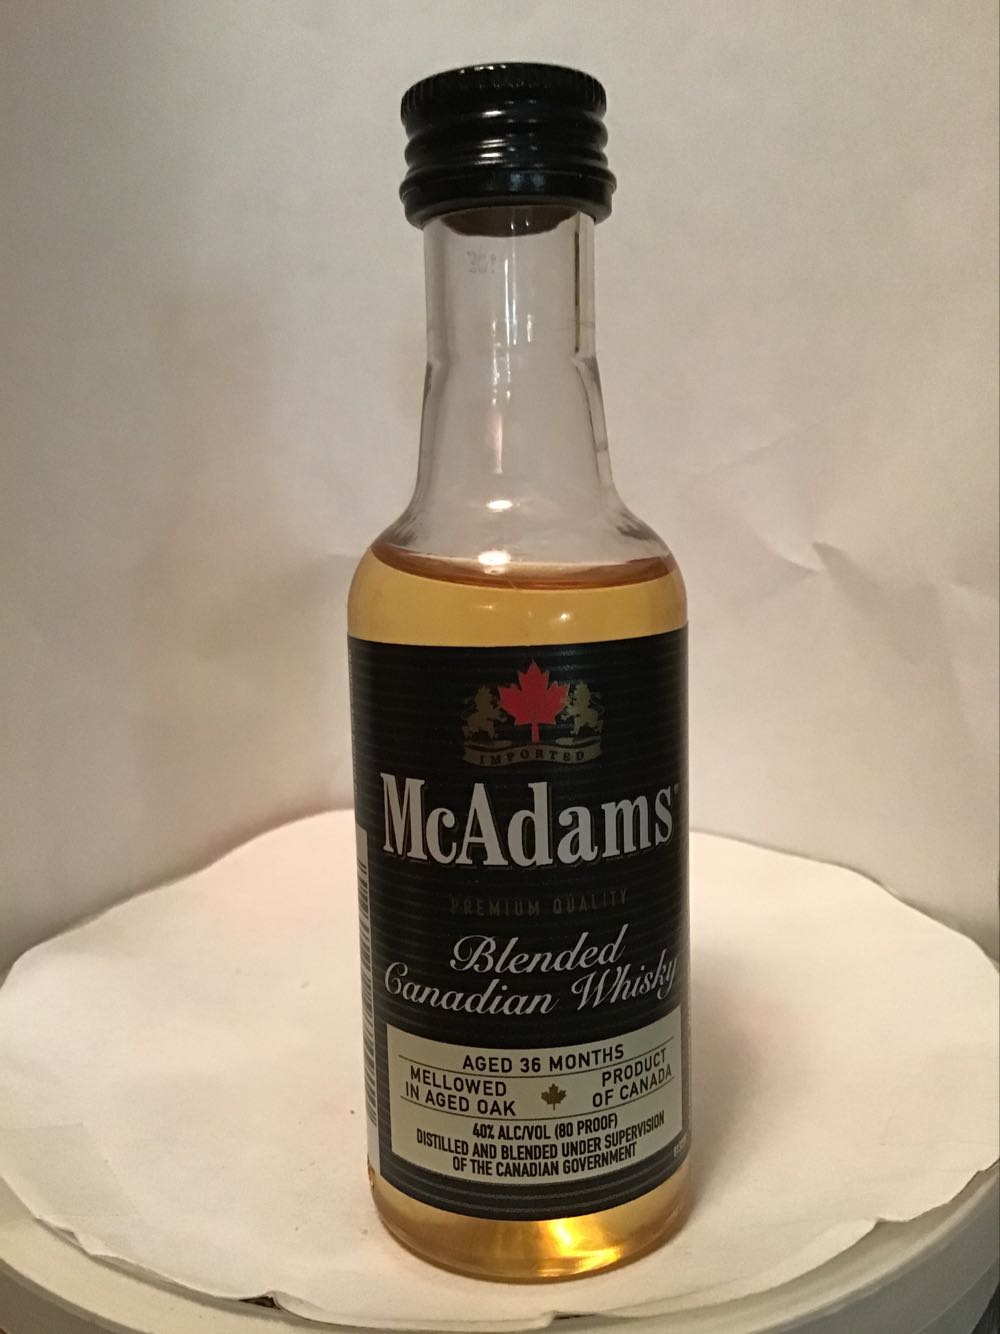 IMPORTED
McAdams
PREMIUM QUALITY
Blended
Canadian Whisky
AGED 36 MONTHS
MELLOWED
IN AGED OAK
PRODUCT
OF CANADA
40% ALC/VOL (80 PROOF)
DISTILLED AND BLENDED UNDER SUPERVISION
OF THE CANADIAN GOVERNMENT